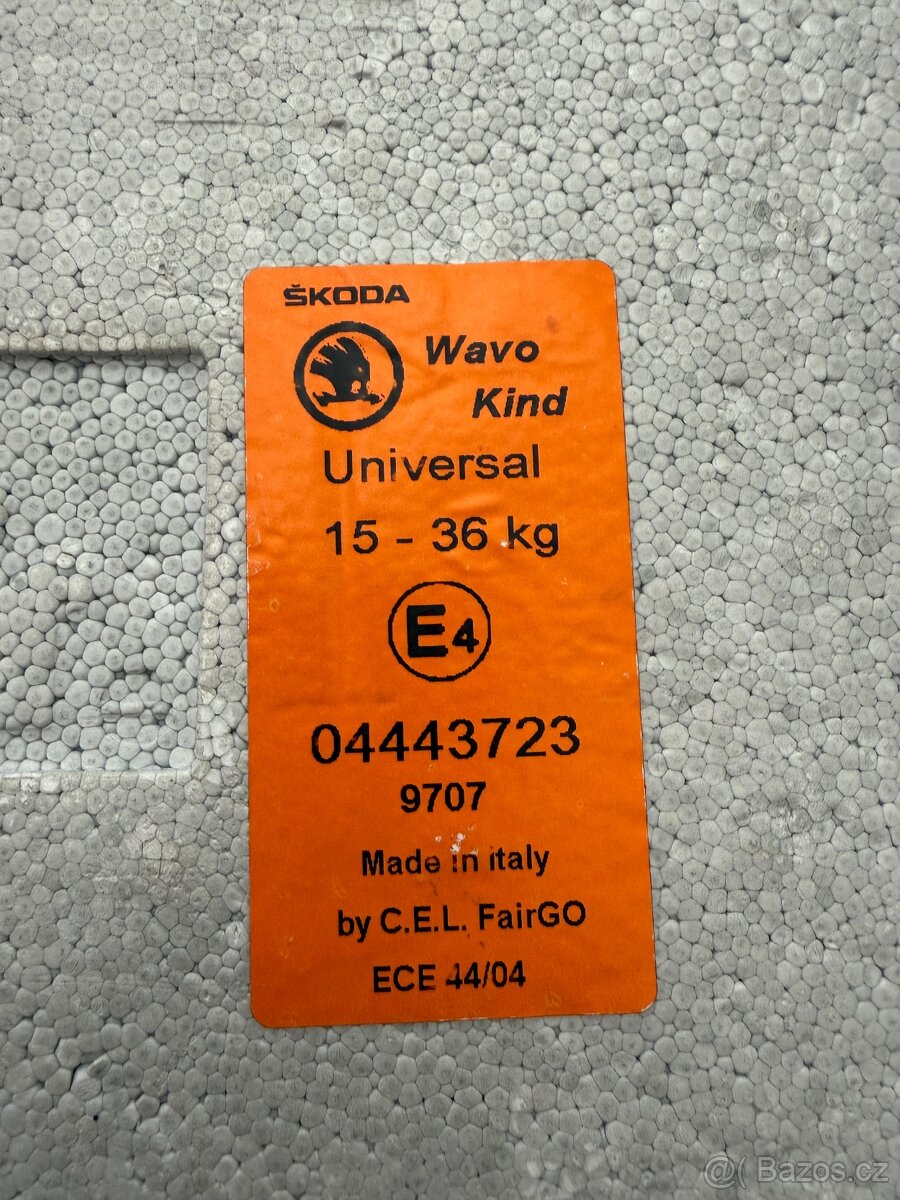 ŠKODA
Wavo
Kind
Universal
15 - 36 kg
E4
04443723
9707
Made in italy
by C.E.L. FairGO
ECE 44/04
@( Bazos.cz